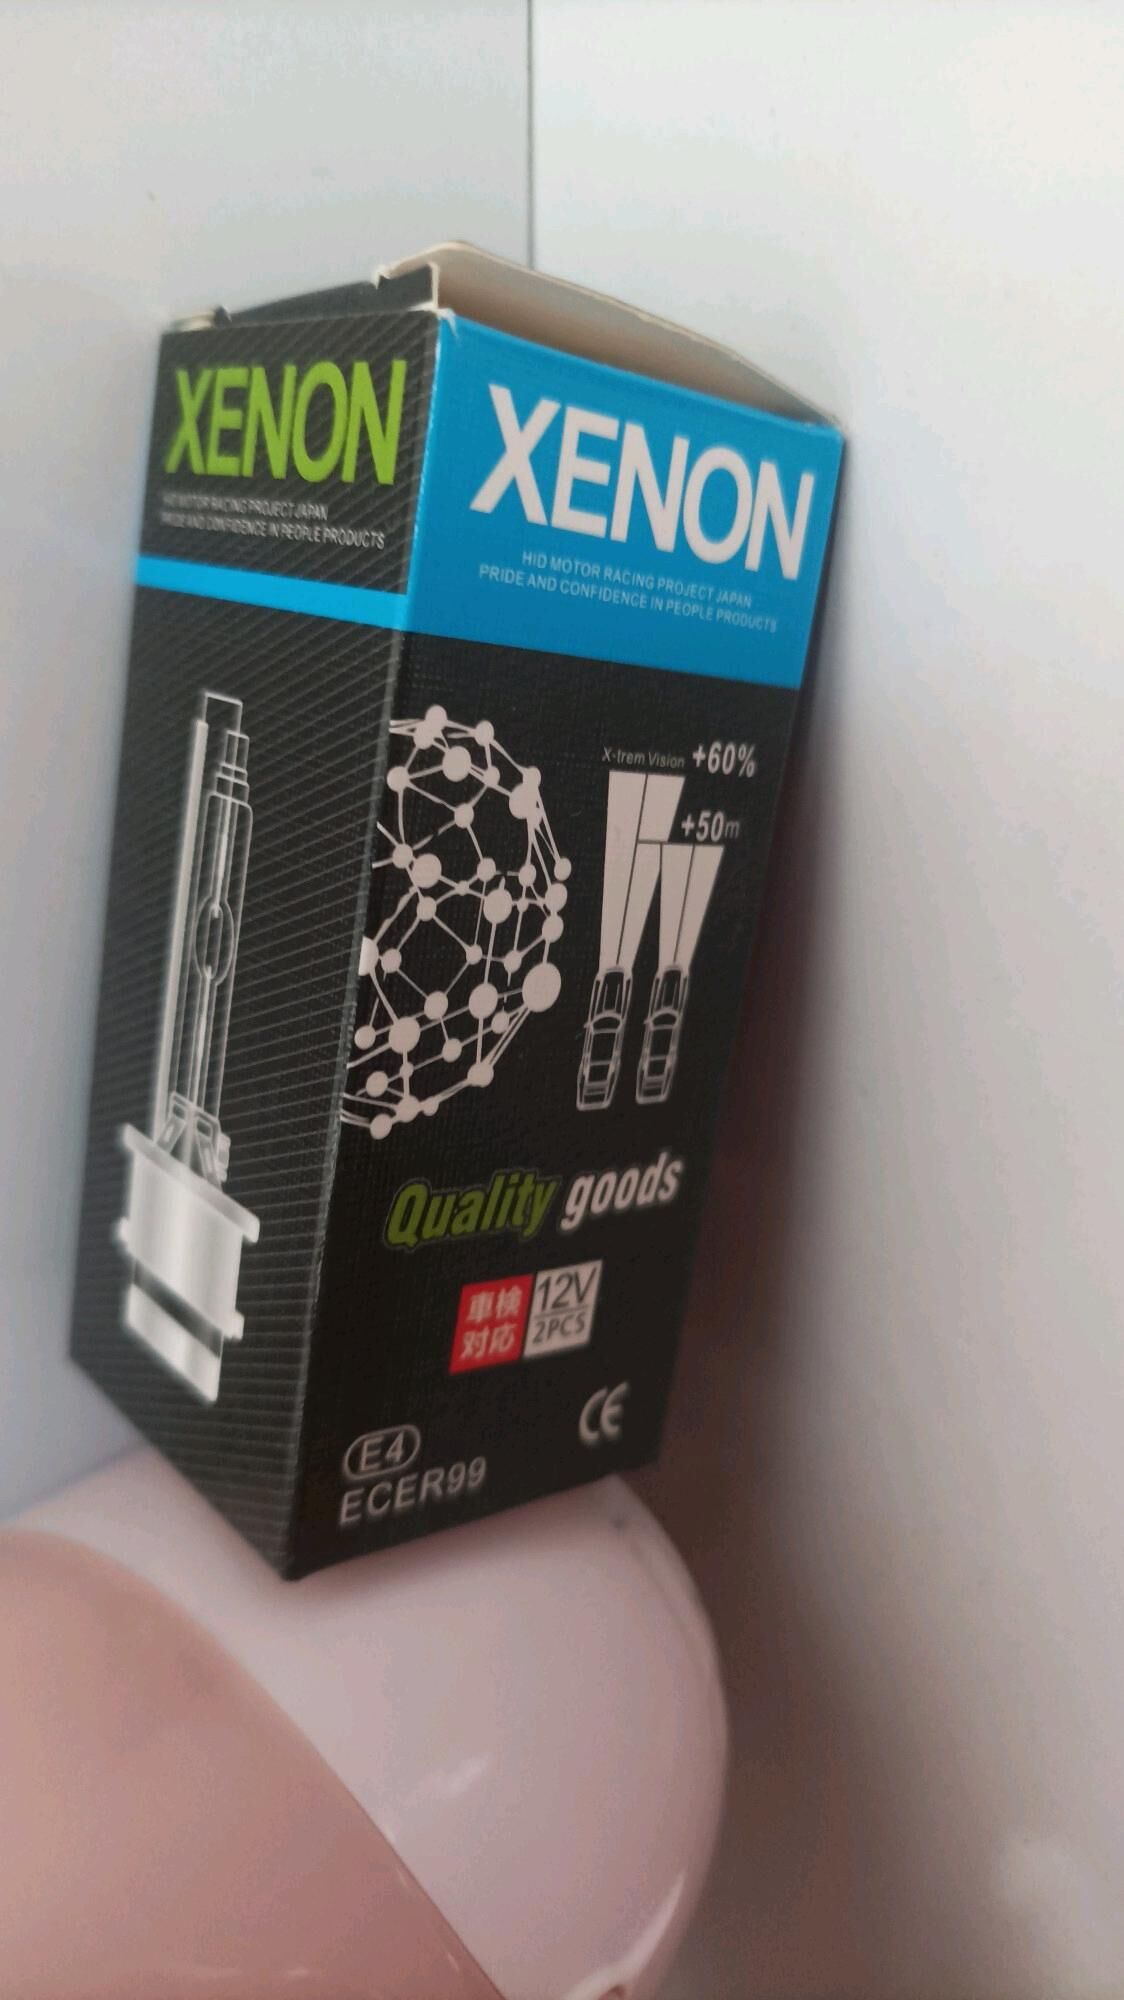 XENON
HID MOTOR RACING PROJECT JAPAN
PRIDE AND CONFIDENCE IN PEOPLE PRODUCTS
XENON
HID MOTOR RACING PROJECT JAPAN
PRIDE AND CONFIDENCE IN PEOPLE PRODUCTS
X-trem Vision +60%
+50m
Quality goods
車検
対応
12V
2PCS
CE
E4
ECER99